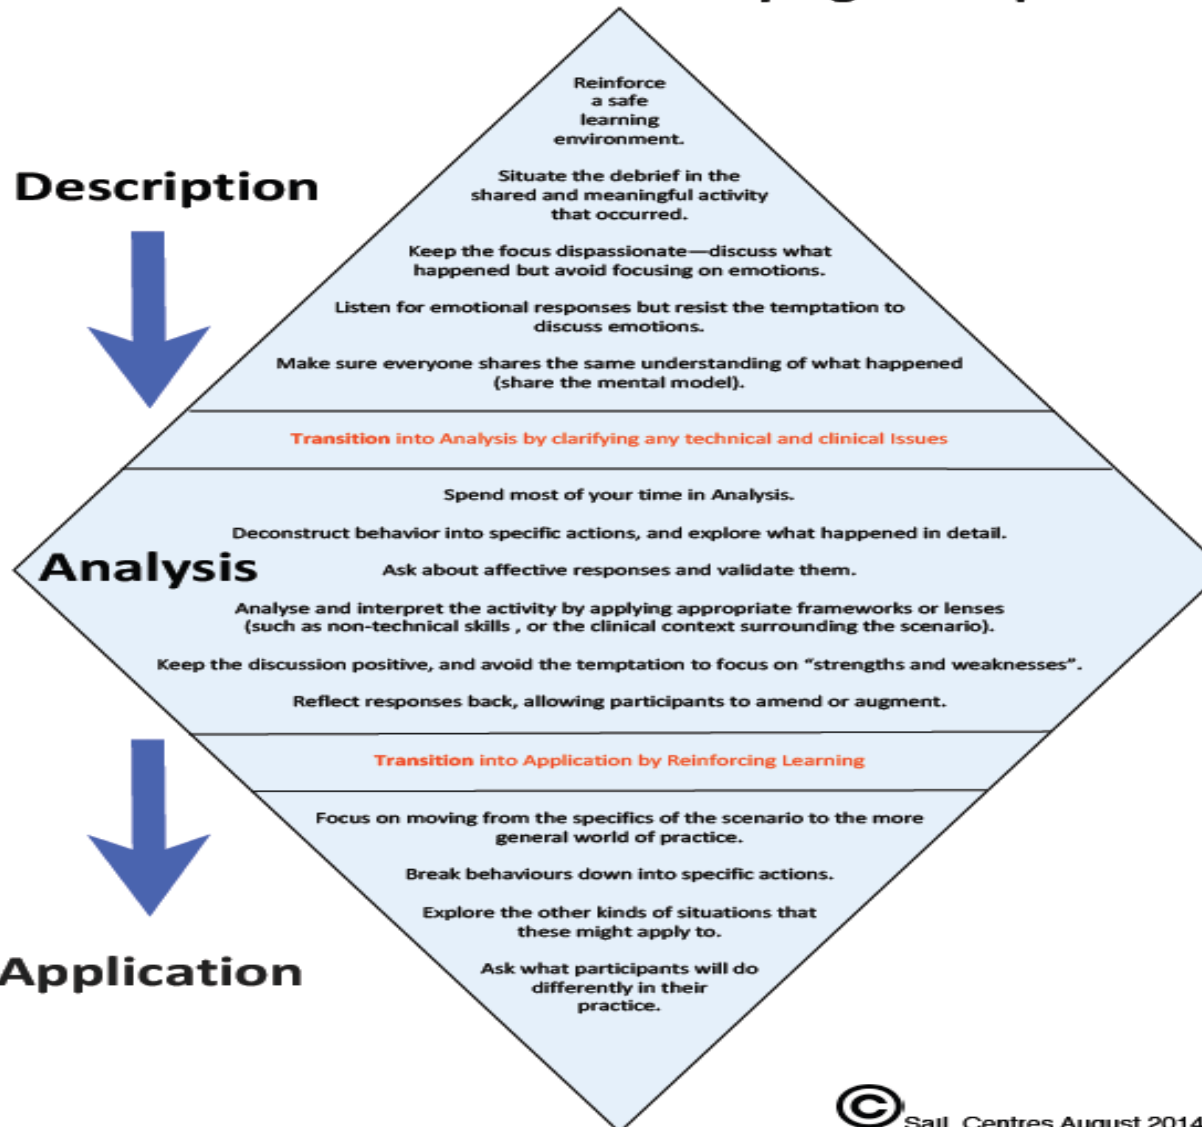 Reinforce
a safe
learning
environment.
Description
Situate the debrief in the
shared and meaningful activity
that occurred.
Keep the focus dispassionate—discuss what
happened but avoid focusing on emotions.
Listen for emotional responses but resist the temptation to
discuss emotions.
Make sure everyone shares the same understanding of what happened
(share the mental model).
Transition into Analysis by clarifying any technical and clinical Issues
Spend most of your time in Analysis.
Deconstruct behavior into specific actions, and explore what happened in detail.
Analysis
Ask about affective responses and validate them.
Analyse and interpret the activity by applying appropriate frameworks or lenses
(such as non-technical skills , or the clinical context surrounding the scenario).
Keep the discussion positive, and avoid the temptation to focus on “strengths and weaknesses”.
Reflect responses back, allowing participants to amend or augment.
Transition into Application by Reinforcing Learning
Focus on moving from the specifics of the scenario to the more
general world of practice.
Break behaviours down into specific actions.
Explore the other kinds of situations that
these might apply to.
Application
Ask what participants will do
differently in their
practice.
© Sail Centres August 2014